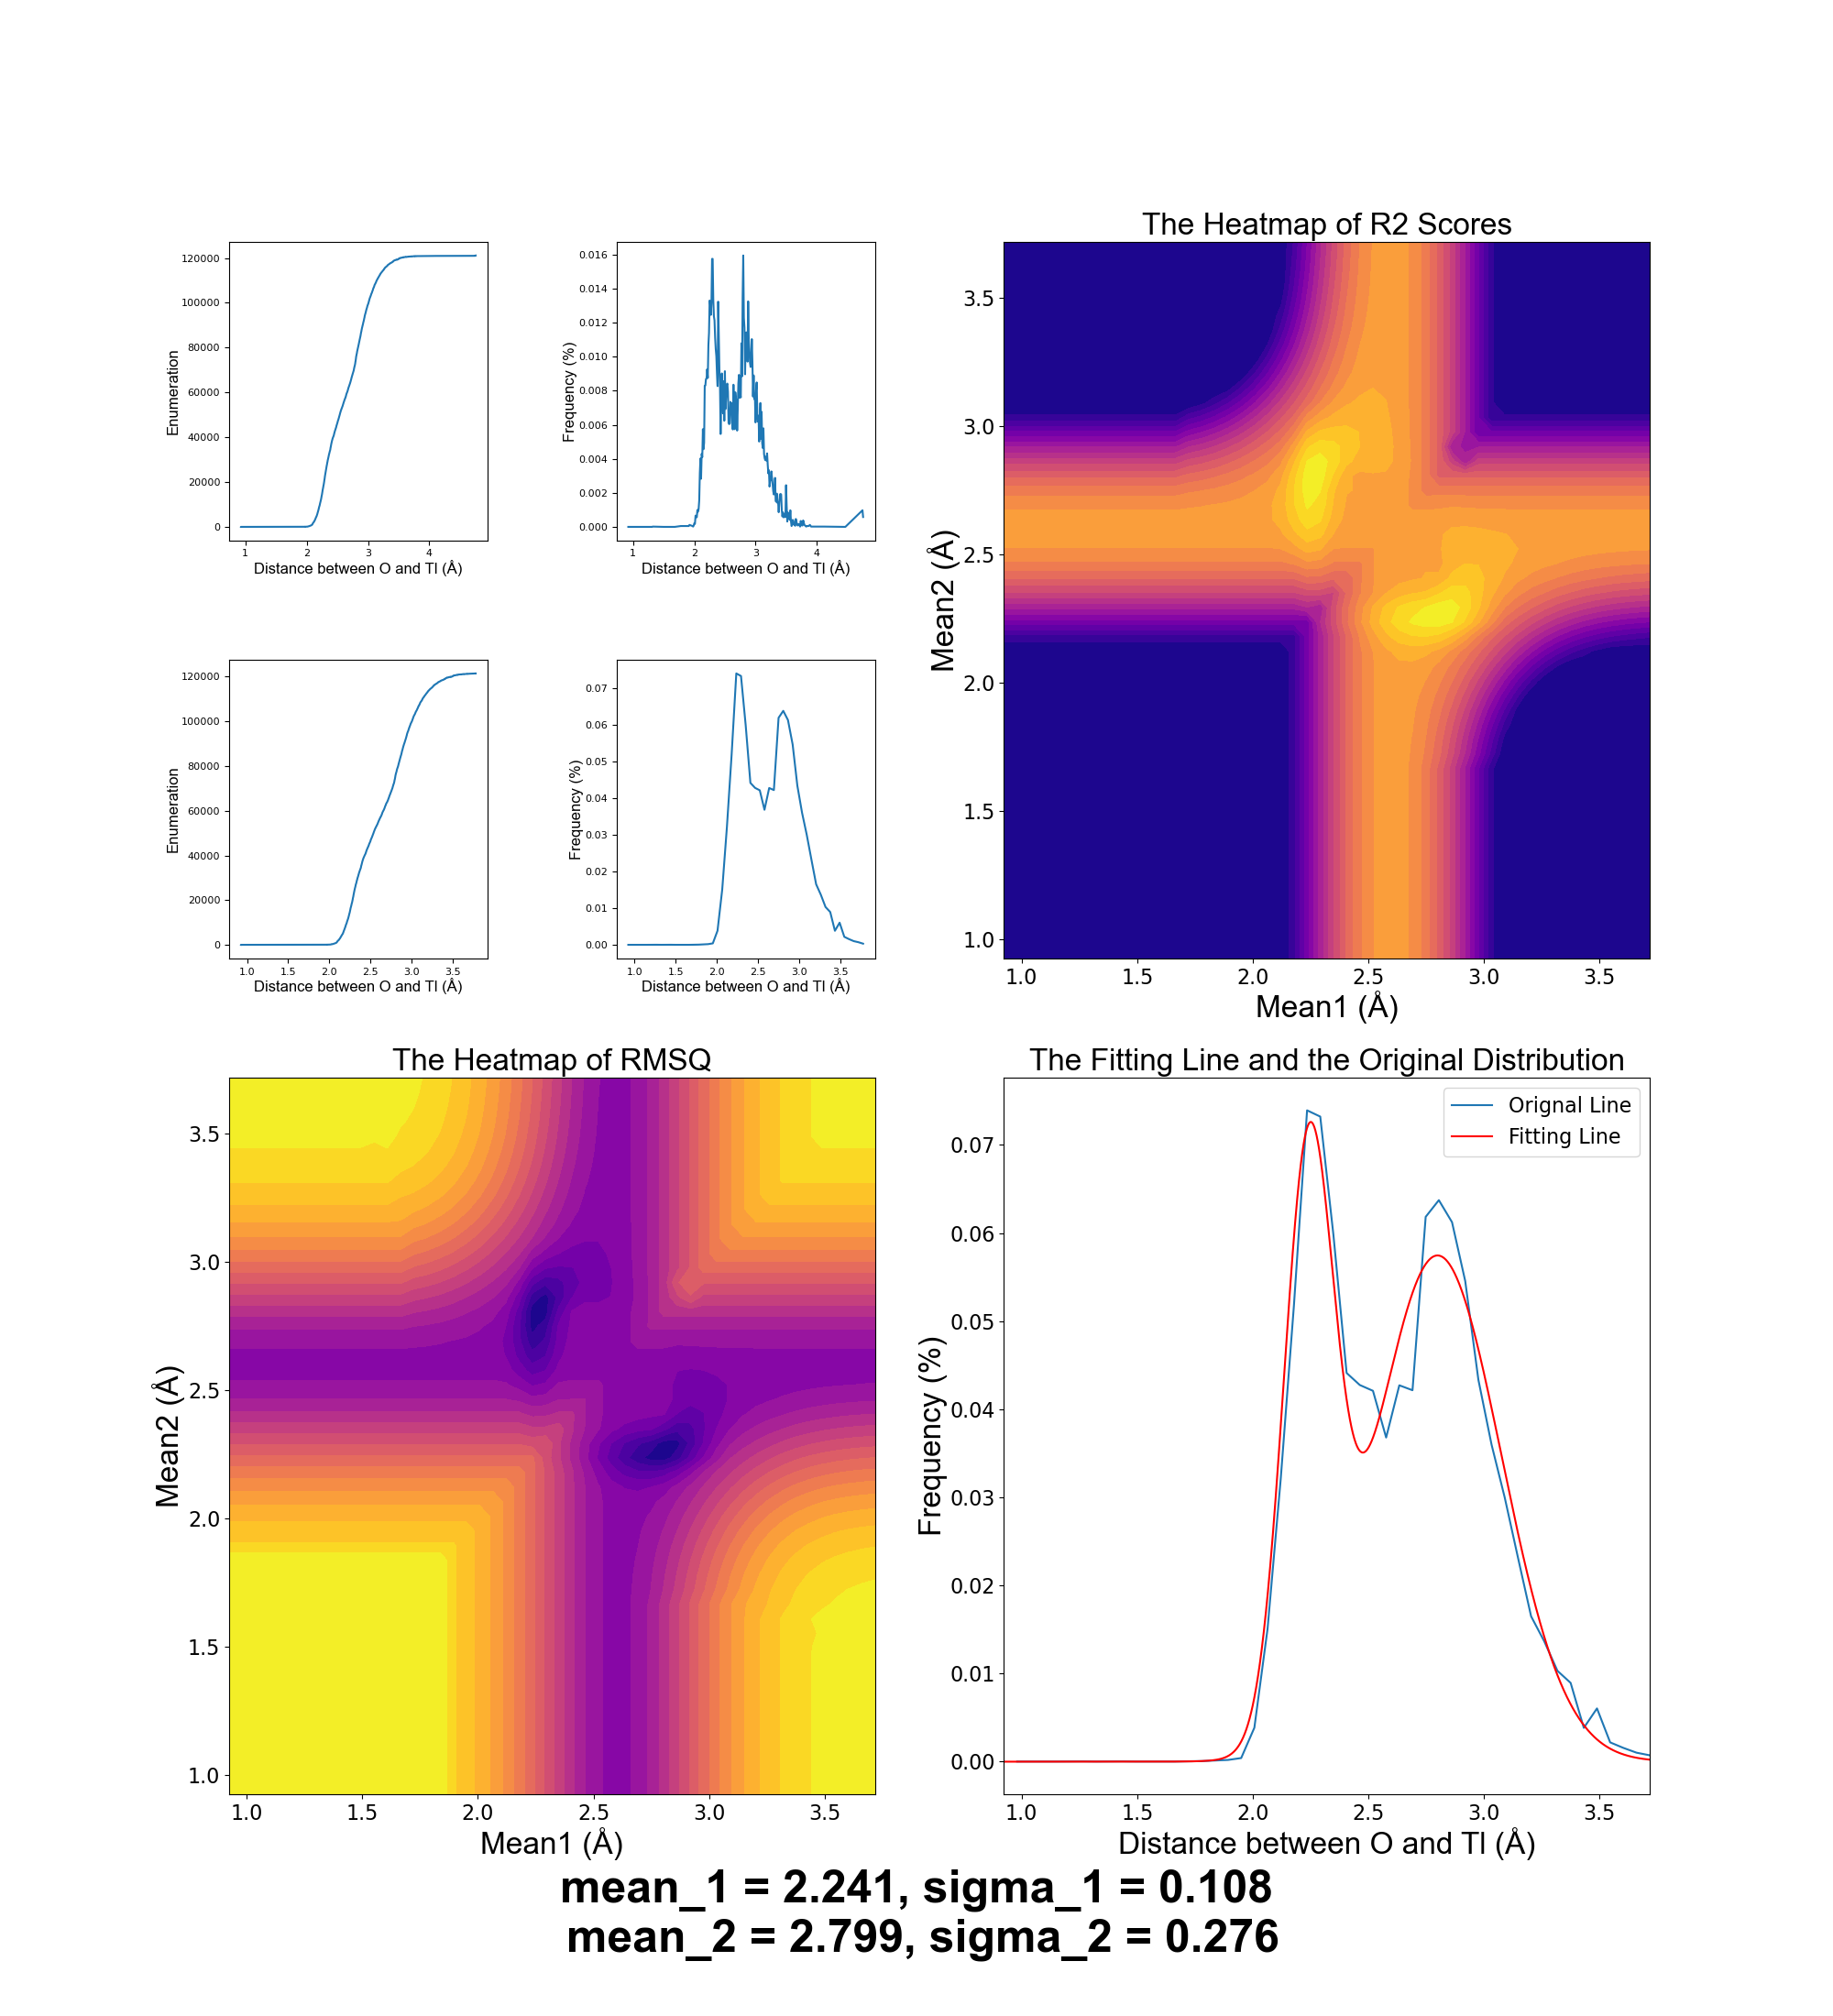 The Heatmap of R2 Scores
120000
100000
80000
60000
40000
20000
0
Enumeration
1 2 3 4
Distance between O and Tl (Å)
0.016
0.014
0.012
0.010
0.008
0.006
0.004
0.002
0.000
Frequency (%)
1 2 3 4
Distance between O and Tl (Å)
3.5
3.0
2.5
2.0
1.5
1.0
Mean2 (Å)
1.0 1.5 2.0 2.5 3.0 3.5
Mean1 (Å)
120000
100000
80000
60000
40000
20000
0
Enumeration
1.0 1.5 2.0 2.5 3.0 3.5
Distance between O and Tl (Å)
0.07
0.06
0.05
0.04
0.03
0.02
0.01
0.00
Frequency (%)
1.0 1.5 2.0 2.5 3.0 3.5
Distance between O and Tl (Å)
The Heatmap of RMSQ
3.5
3.0
2.5
2.0
1.5
1.0
Mean2 (Å)
1.0 1.5 2.0 2.5 3.0 3.5
Mean1 (Å)
The Fitting Line and the Original Distribution
Orignal Line
Fitting Line
0.07
0.06
0.05
0.04
0.03
0.02
0.01
0.00
Frequency (%)
1.0 1.5 2.0 2.5 3.0 3.5
Distance between O and Tl (Å)
mean_1 = 2.241, sigma_1 = 0.108
mean_2 = 2.799, sigma_2 = 0.276